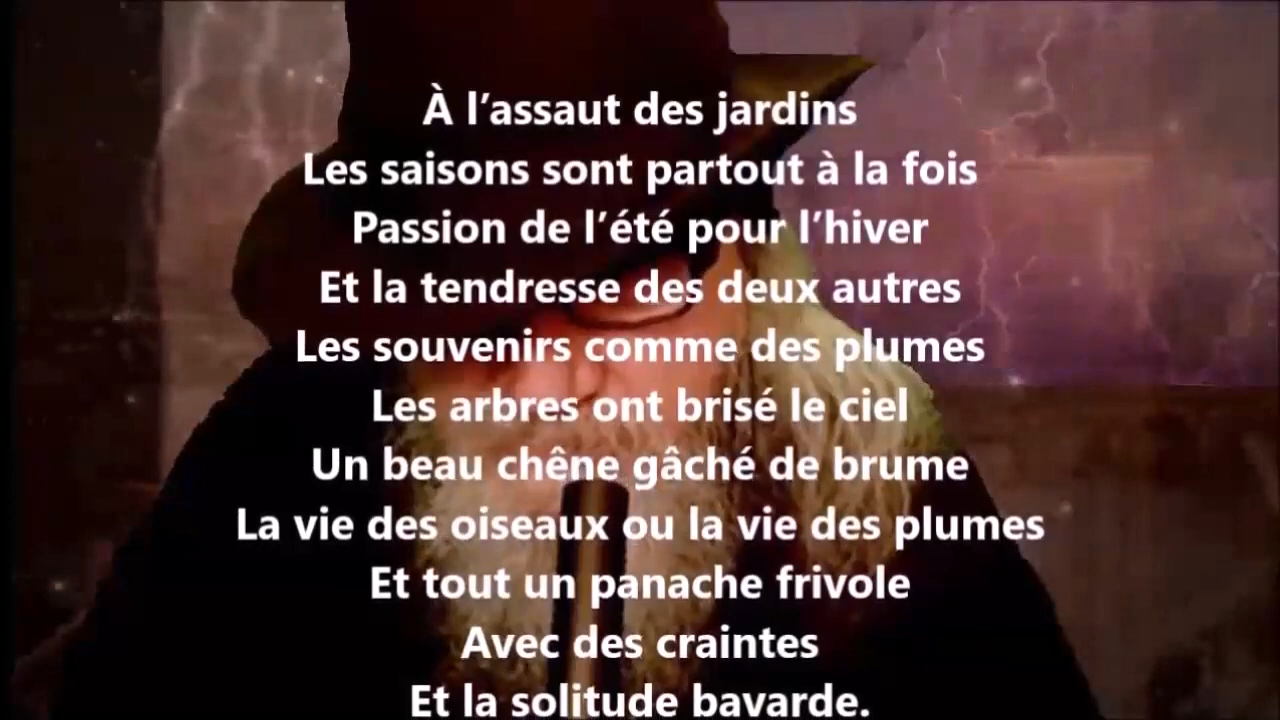 À l’assaut des jardins
Les saisons sont partout à la fois
Passion de l’été pour l’hiver
Et la tendresse des deux autres
Les souvenirs comme des plumes
Les arbres ont brisé le ciel
Un beau chêne gâché de brume
La vie des oiseaux ou la vie des plumes
Et tout un panache frivole
Avec des craintes
Et la solitude bavarde.